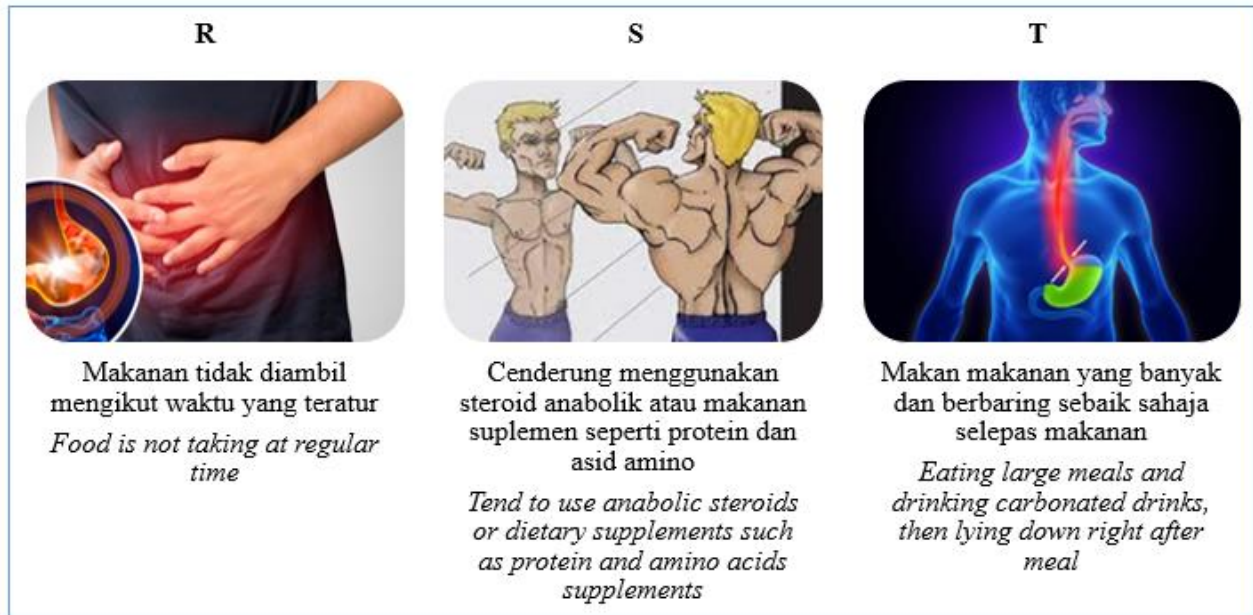 R
Makanan tidak diambil
mengikut waktu yang teratur
Food is not taking at regular
time
S
Cenderung menggunakan
steroid anabolik atau makanan
suplemen seperti protein dan
asid amino
Tend to use anabolic steroids
or dietary supplements such
as protein and amino acids
supplements
T
Makan makanan yang banyak
dan berbaring sebaik sahaja
selepas makanan
Eating large meals and
drinking carbonated drinks,
then lying down right after
meal